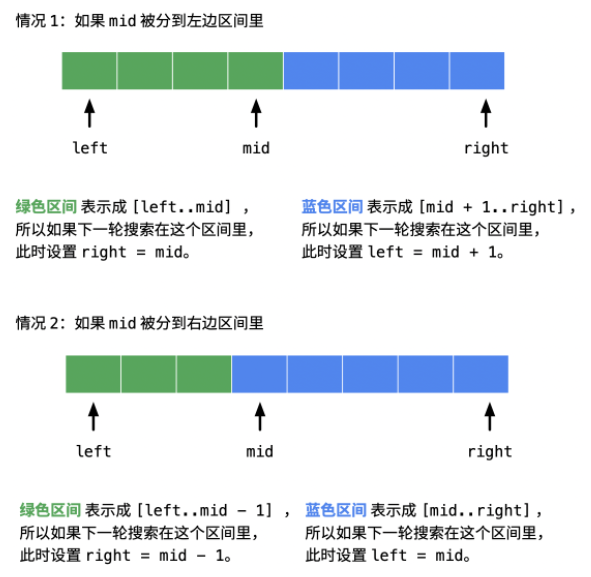 情况 1：如果 mid 被分到左边区间里
left mid right
绿色区间 表示成 [left..mid] ，
所以如果下一轮搜索在这个区间里，
此时设置 right = mid。
蓝色区间 表示成 [mid + 1..right] ，
所以如果下一轮搜索在这个区间里，
此时设置 left = mid + 1。
情况 2：如果 mid 被分到右边区间里
left mid right
绿色区间 表示成 [left..mid - 1] ，
所以如果下一轮搜索在这个区间里，
此时设置 right = mid - 1。
蓝色区间 表示成 [mid..right] ，
所以如果下一轮搜索在这个区间里，
此时设置 left = mid。